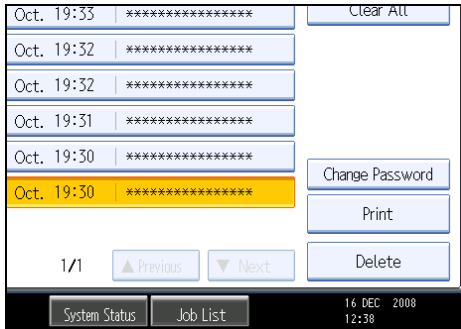 Oct. 19:33 **************** Clear All
Oct. 19:32 ****************
Oct. 19:32 ****************
Oct. 19:31 ****************
Oct. 19:30 ****************
Change Password
Oct. 19:30 ****************
Print
1/1 ▲ Previous ▼ Next Delete
System Status Job List 16 DEC 2008
12:38